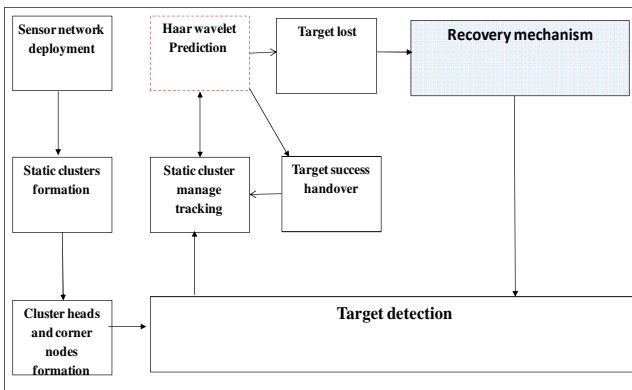 Sensor network
deployment
Haar wavelet
Prediction
Target lost
Recovery mechanism
Static clusters
formation
Static cluster
manage
tracking
Target success
handover
Cluster heads
and corner
nodes
formation
Target detection